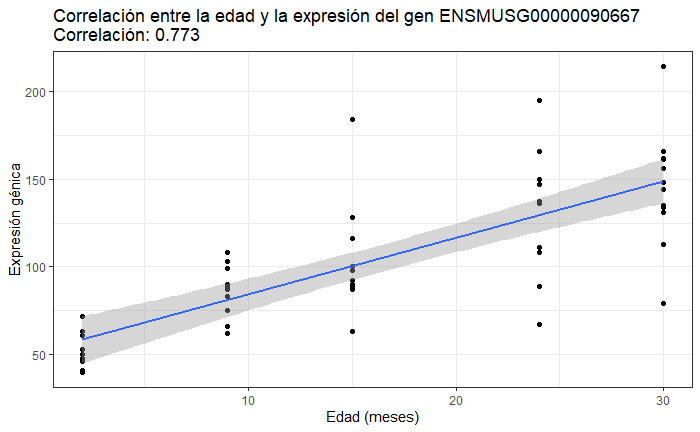 Correlación entre la edad y la expresión del gen ENSMUSG00000090667
Correlación: 0.773
200
150
100
50
Expresión génica
10
20
30
Edad (meses)